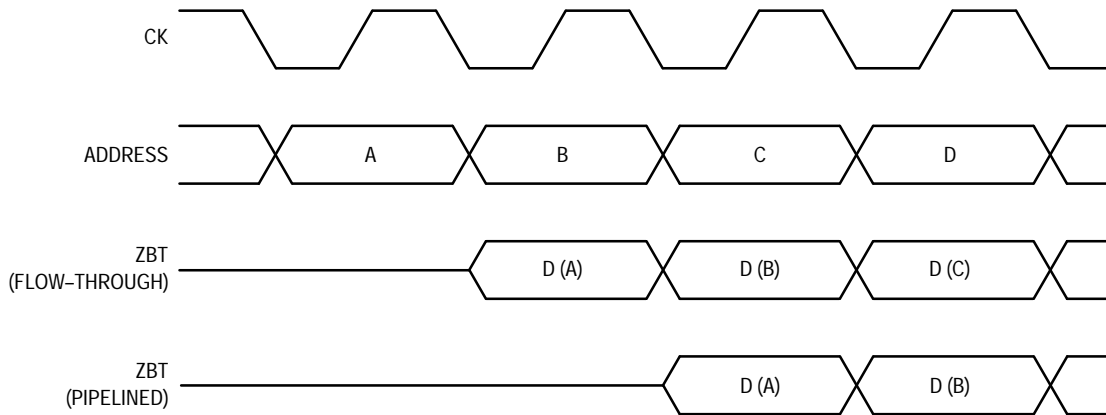 CK
ADDRESS
A
B
C
D
ZBT
(FLOW–THROUGH)
D (A)
D (B)
D (C)
ZBT
(PIPELINED)
D (A)
D (B)